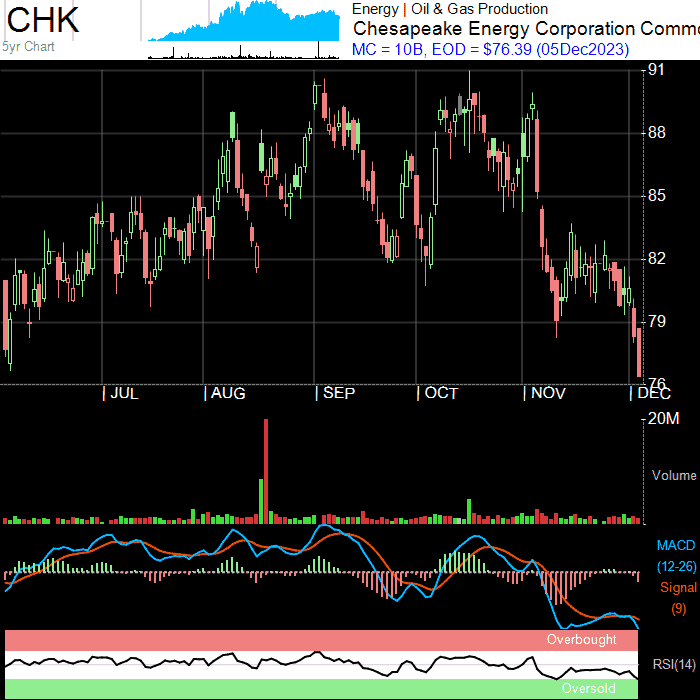 CHK
5yr Chart
Energy | Oil & Gas Production
Chesapeake Energy Corporation Commo
MC = 10B, EOD = $76.39 (05Dec2023)
91
88
85
82
79
76
| JUL | AUG | SEP | OCT | NOV | DEC
20M
Volume
MACD
(12-26)
Signal
(9)
Overbought
RSI(14)
Oversold